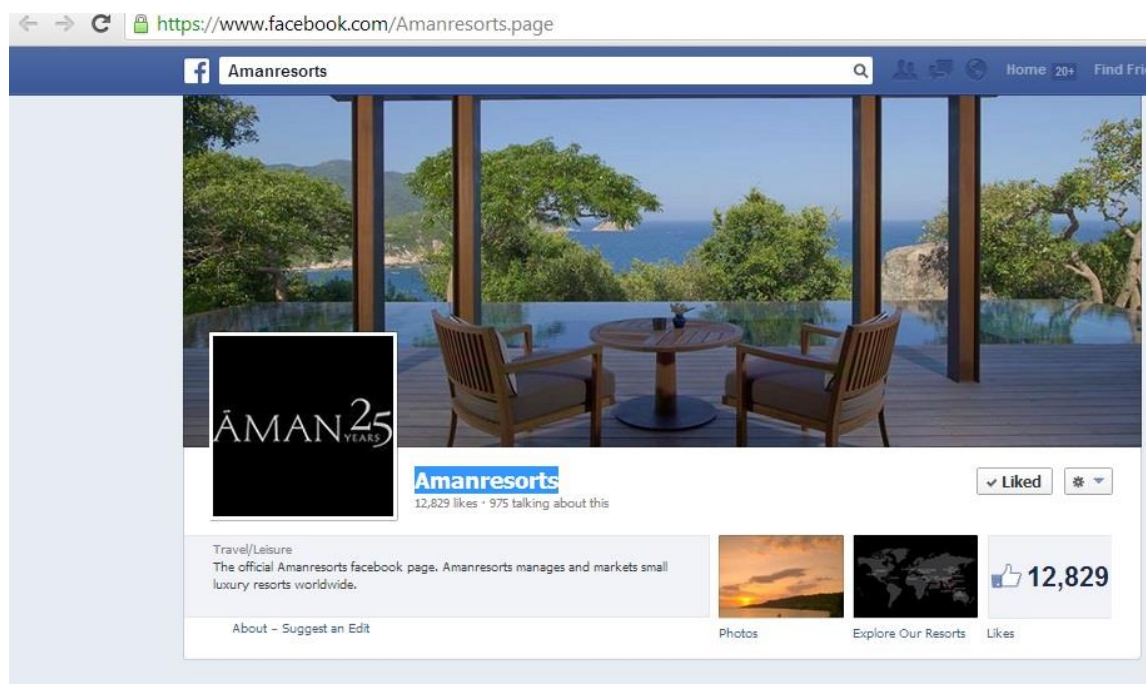 https://www.facebook.com/Amanresorts.page
Amanresorts
Home 20+ Find Fri
ĀMAN 25
YEARS
Amanresorts
12,829 likes · 975 talking about this
✓ Liked
Travel/Leisure
The official Amanresorts facebook page. Amanresorts manages and markets small
luxury resorts worldwide.
About – Suggest an Edit
12,829
Photos
Explore Our Resorts
Likes